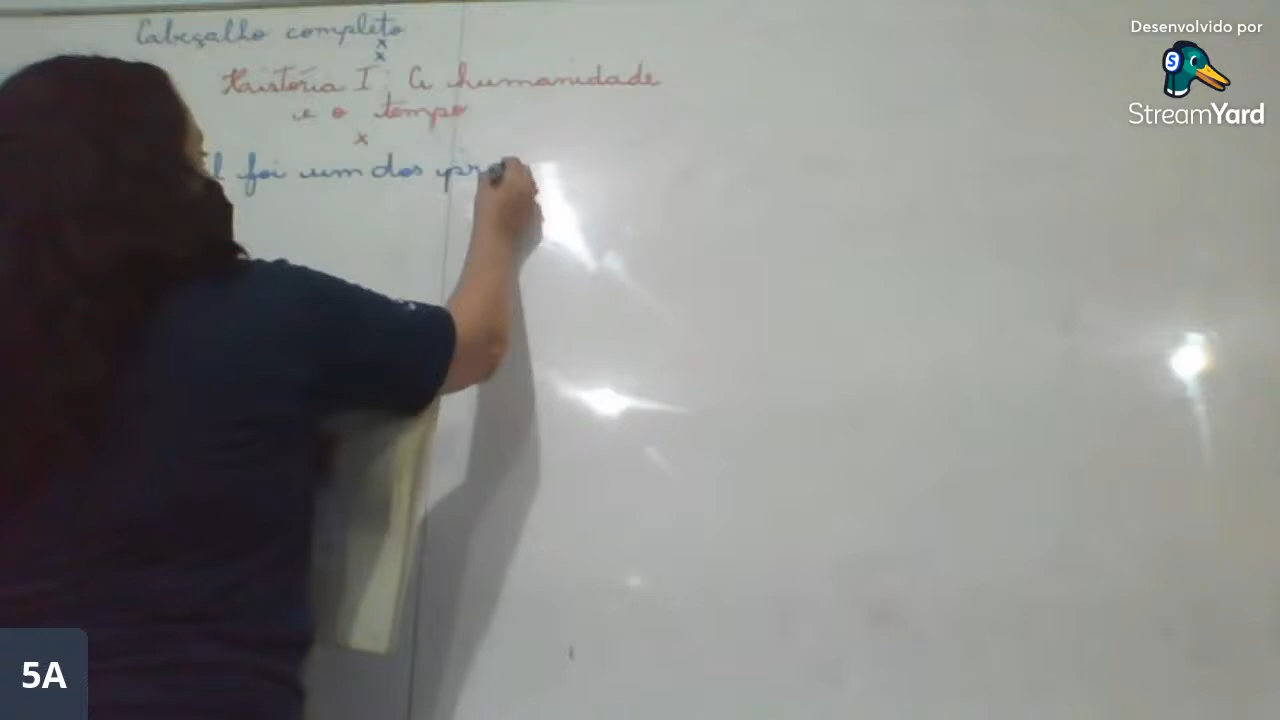 Cabeçalho completo
x
x
História I: A humanidade
e o tempo
x
foi um dos
Desenvolvido por
S
StreamYard
5A